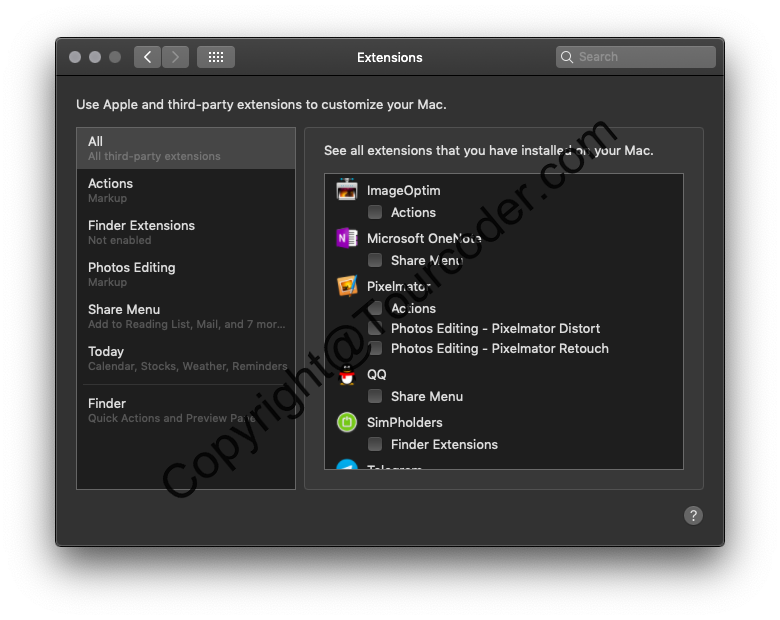 Extensions
Search
Use Apple and third-party extensions to customize your Mac.
All
All third-party extensions
Actions
Markup
Finder Extensions
Not enabled
Photos Editing
Markup
Share Menu
Add to Reading List, Mail, and 7 mor...
Today
Calendar, Stocks, Weather, Reminders
Finder
Quick Actions and Preview Pane
See all extensions that you have installed on your Mac.
ImageOptim
Actions
N
Microsoft OneNote
Share Menu
Pixelmator
Actions
Photos Editing - Pixelmator Distort
Photos Editing - Pixelmator Retouch
QQ
Share Menu
SimPholders
Finder Extensions
Telegram
?
Copyright@Tourcoder.com